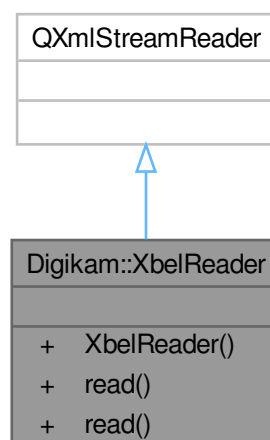 QXmlStreamReader
Digikam::XbelReader
+ XbelReader()
+ read()
+ read()